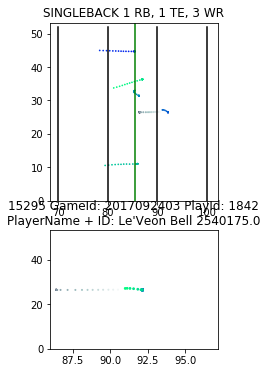 SINGLEBACK 1 RB, 1 TE, 3 WR
50
40
30
20
10
0
70 80 90 100
15295 GameId: 2017092403 PlayId: 1842
PlayerName + ID: Le'Veon Bell 2540175.0
40
20
0
87.5 90.0 92.5 95.0